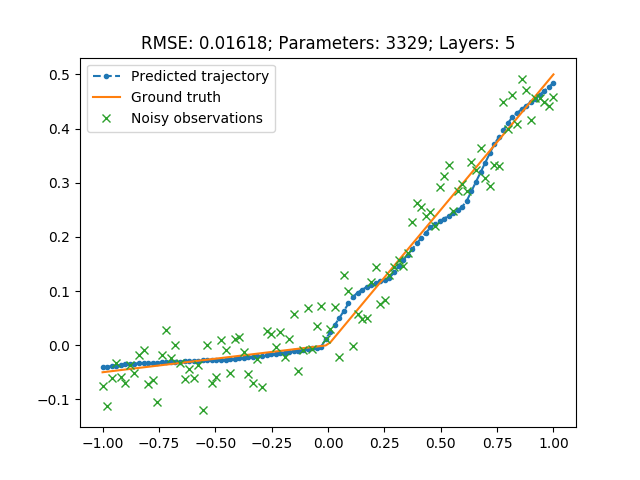 RMSE: 0.01618; Parameters: 3329; Layers: 5
Predicted trajectory
Ground truth
Noisy observations
0.5
0.4
0.3
0.2
0.1
0.0
−0.1
−1.00 −0.75 −0.50 −0.25 0.00 0.25 0.50 0.75 1.00